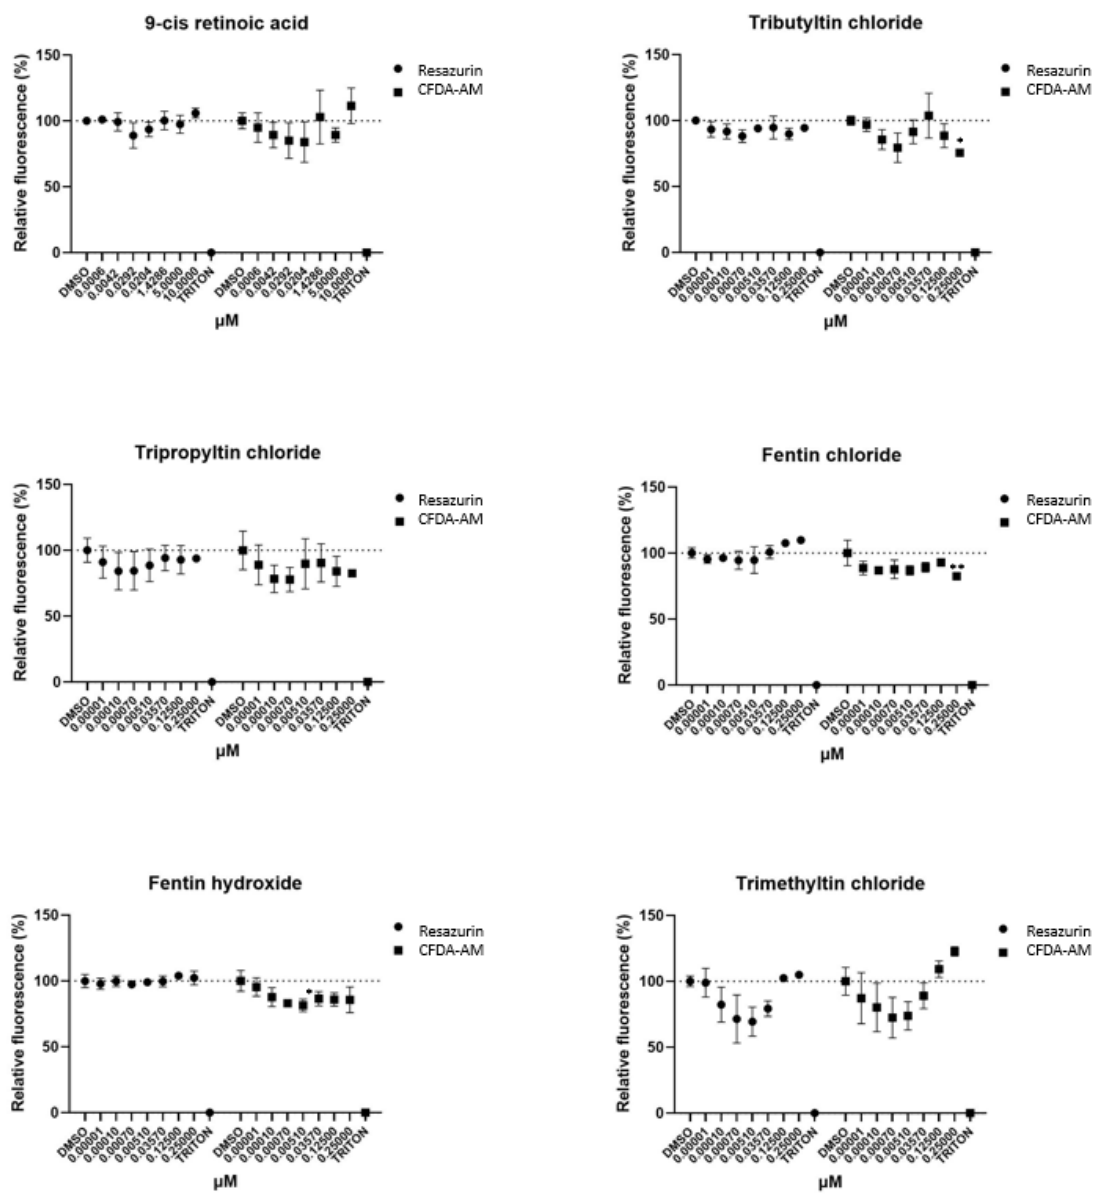 9-cis retinoic acid
Relative fluorescence (%)
150
100
50
0
Resazurin
CFDA-AM
DMSO 0.0006 0.0042 0.0292 0.0204 1.4286 5.0000 10.0000 TRITON DMSO 0.0006 0.0042 0.0292 0.0204 1.4286 5.0000 10.0000 TRITON
µM
Tributyltin chloride
Relative fluorescence (%)
150
100
50
0
Resazurin
CFDA-AM
DMSO 0.00001 0.00010 0.00070 0.00510 0.03570 0.12500 0.25000 TRITON DMSO 0.00001 0.00010 0.00070 0.00510 0.03570 0.12500 0.25000 TRITON
*
µM
Tripropyltin chloride
Relative fluorescence (%)
150
100
50
0
Resazurin
CFDA-AM
DMSO 0.00001 0.00010 0.00070 0.00510 0.03570 0.12500 0.25000 TRITON DMSO 0.00001 0.00010 0.00070 0.00510 0.03570 0.12500 0.25000 TRITON
µM
Fentin chloride
Relative fluorescence (%)
150
100
50
0
Resazurin
CFDA-AM
**
DMSO 0.00001 0.00010 0.00070 0.00510 0.03570 0.12500 0.25000 TRITON DMSO 0.00001 0.00010 0.00070 0.00510 0.03570 0.12500 0.25000 TRITON
µM
Fentin hydroxide
Relative fluorescence (%)
150
100
50
0
Resazurin
CFDA-AM
*
DMSO 0.00001 0.00010 0.00070 0.00510 0.03570 0.12500 0.25000 TRITON DMSO 0.00001 0.00010 0.00070 0.00510 0.03570 0.12500 0.25000 TRITON
µM
Trimethyltin chloride
Relative fluorescence (%)
150
100
50
0
Resazurin
CFDA-AM
DMSO 0.00001 0.00010 0.00070 0.00510 0.03570 0.12500 0.25000 TRITON DMSO 0.00001 0.00010 0.00070 0.00510 0.03570 0.12500 0.25000 TRITON
µM